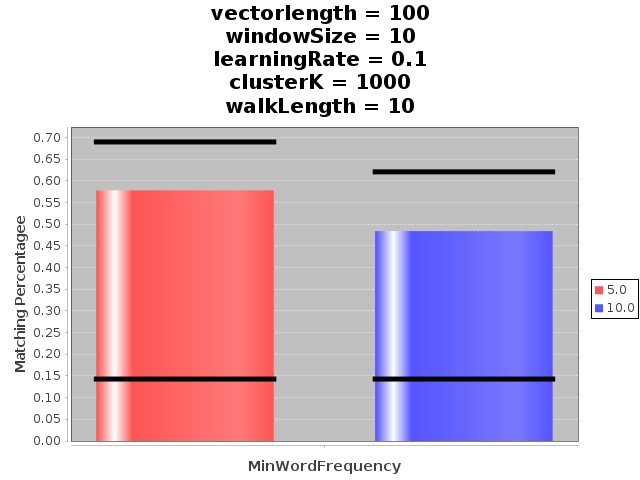 vectorlength = 100
windowSize = 10
learningRate = 0.1
clusterK = 1000
walkLength = 10
0.70
0.65
0.60
0.55
0.50
0.45
0.40
0.35
0.30
0.25
0.20
0.15
0.10
0.05
0.00
Matching Percentagee
MinWordFrequency
5.0
10.0